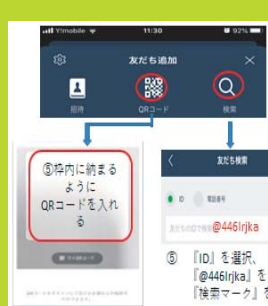 Y!mobile 11:30 92%
友だち追加
招待 QRコード 検索
⑤枠内に納まる
ように
QRコードを入れ
る
友だち検索
ID 電話番号
@446lrjka
⑤ 『ID』を選択、
『@446lrjka』を
『検索マーク』を